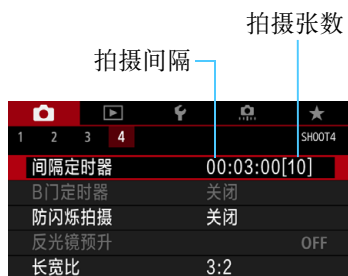 拍摄张数
拍摄间隔
1 2 3 4 SHOOT4
间隔定时器 00:03:00[10]
B门定时器 关闭
防闪烁拍摄 关闭
反光镜预升 OFF
长宽比 3:2